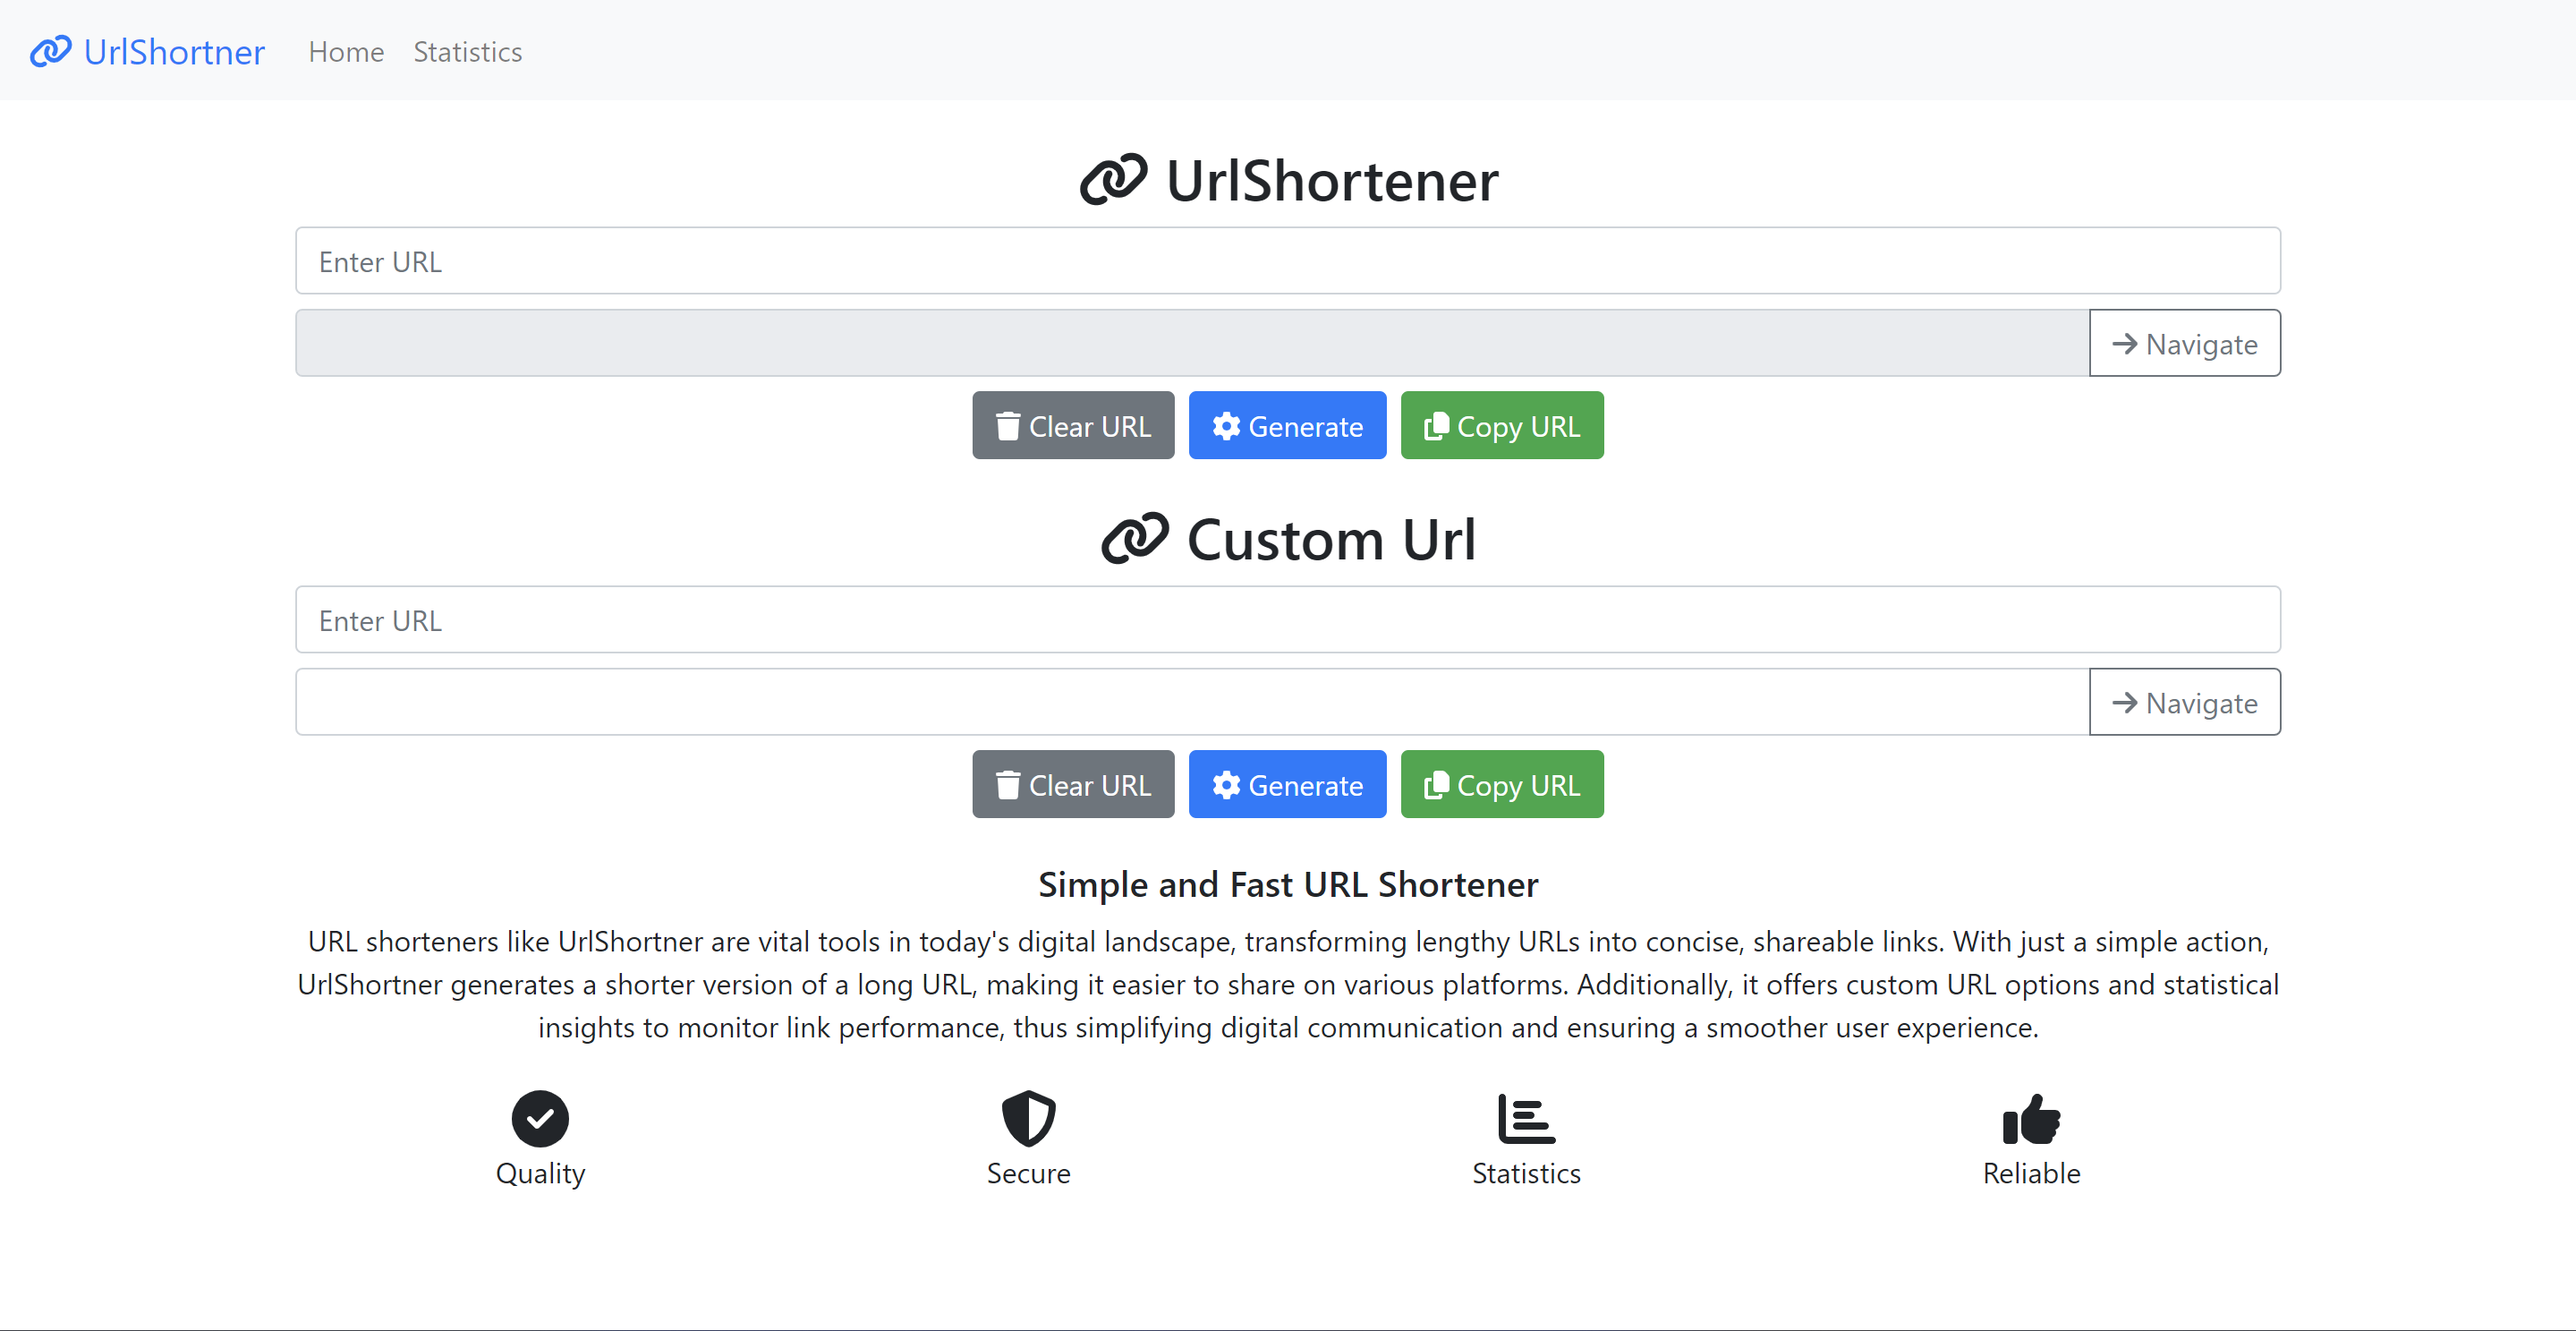 UrlShortner Home Statistics
UrlShortener
Enter URL
Navigate
Clear URL Generate Copy URL
Custom Url
Enter URL
Navigate
Clear URL Generate Copy URL
Simple and Fast URL Shortener
URL shorteners like UrlShortner are vital tools in today's digital landscape, transforming lengthy URLs into concise, shareable links. With just a simple action,
UrlShortner generates a shorter version of a long URL, making it easier to share on various platforms. Additionally, it offers custom URL options and statistical
insights to monitor link performance, thus simplifying digital communication and ensuring a smoother user experience.
Quality Secure Statistics Reliable